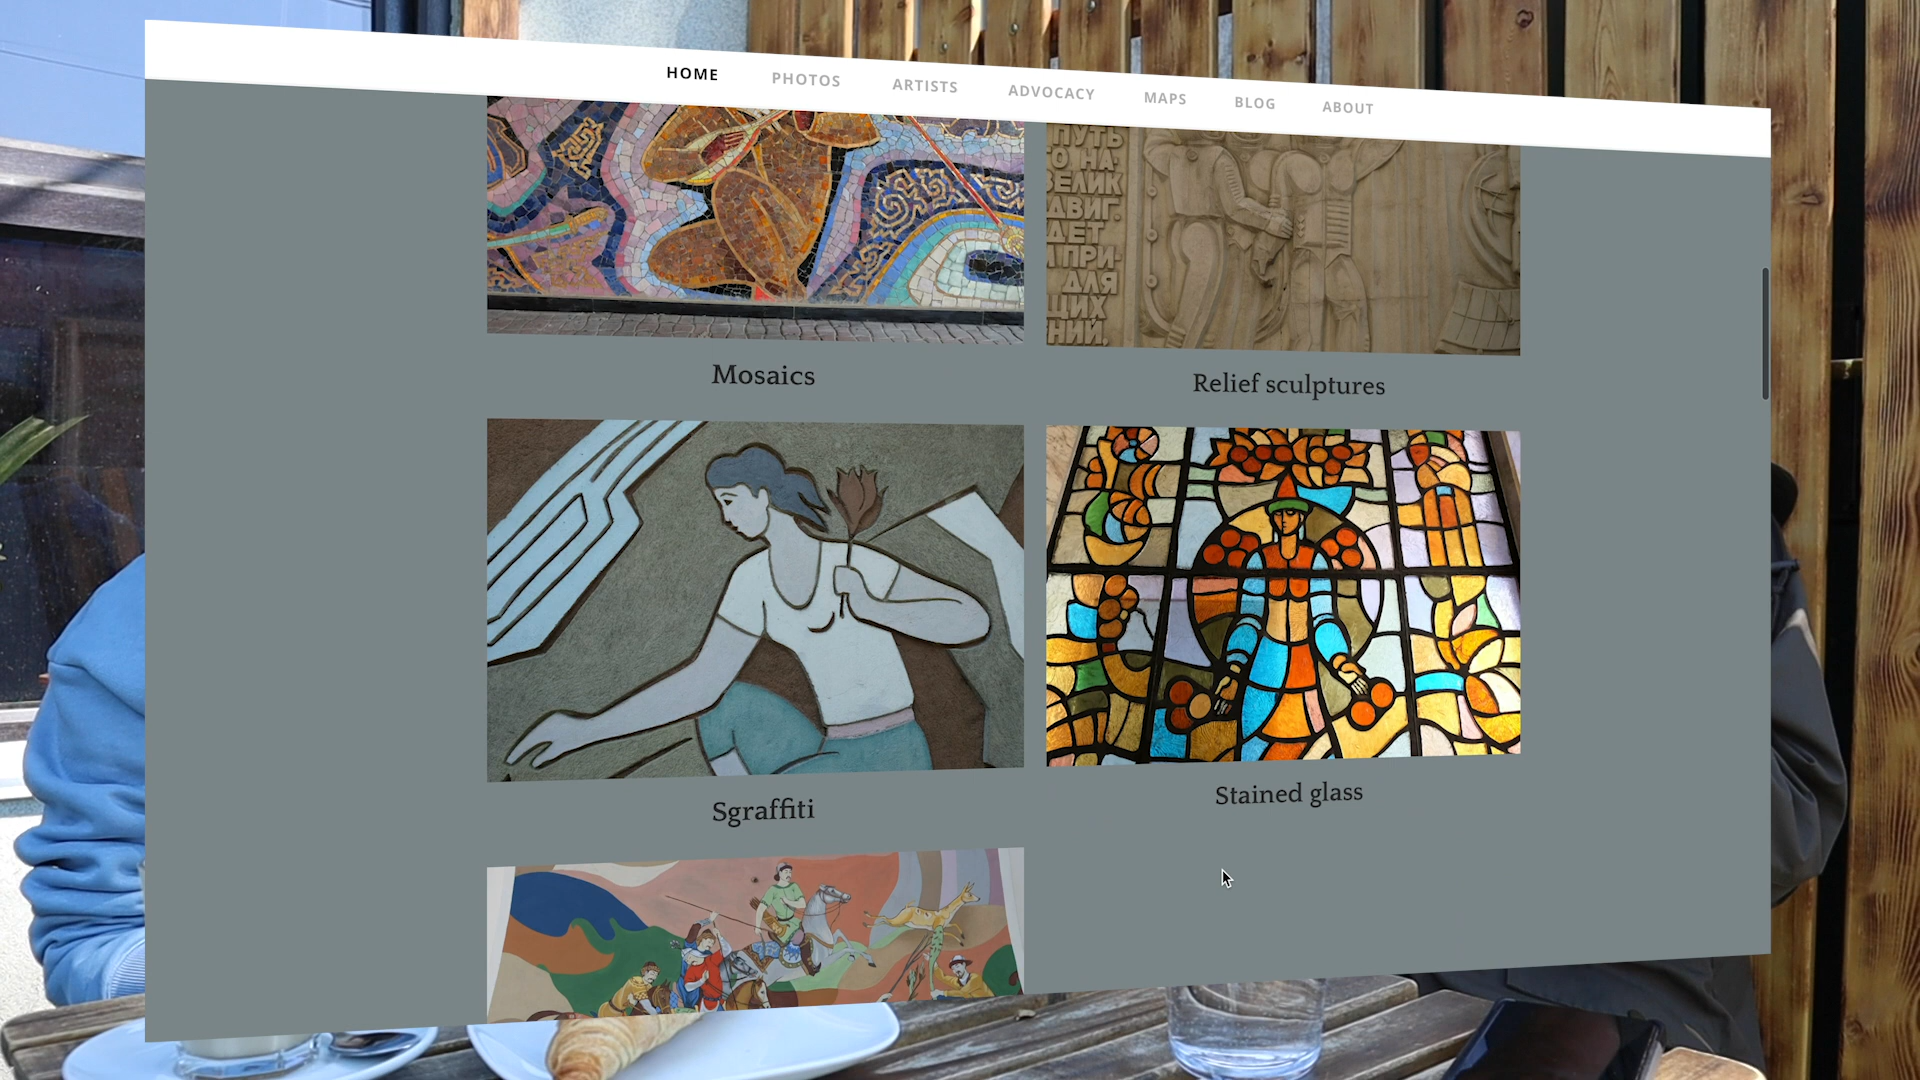 HOME PHOTOS ARTISTS ADVOCACY MAPS BLOG ABOUT
ПУТЬ
О НА-
ВЕЛИК
ДВИГ.
ДЕТ
ПРИ-
ДЛЯ
ЩИХ
НИЙ.
Mosaics
Relief sculptures
Sgraffiti
Stained glass